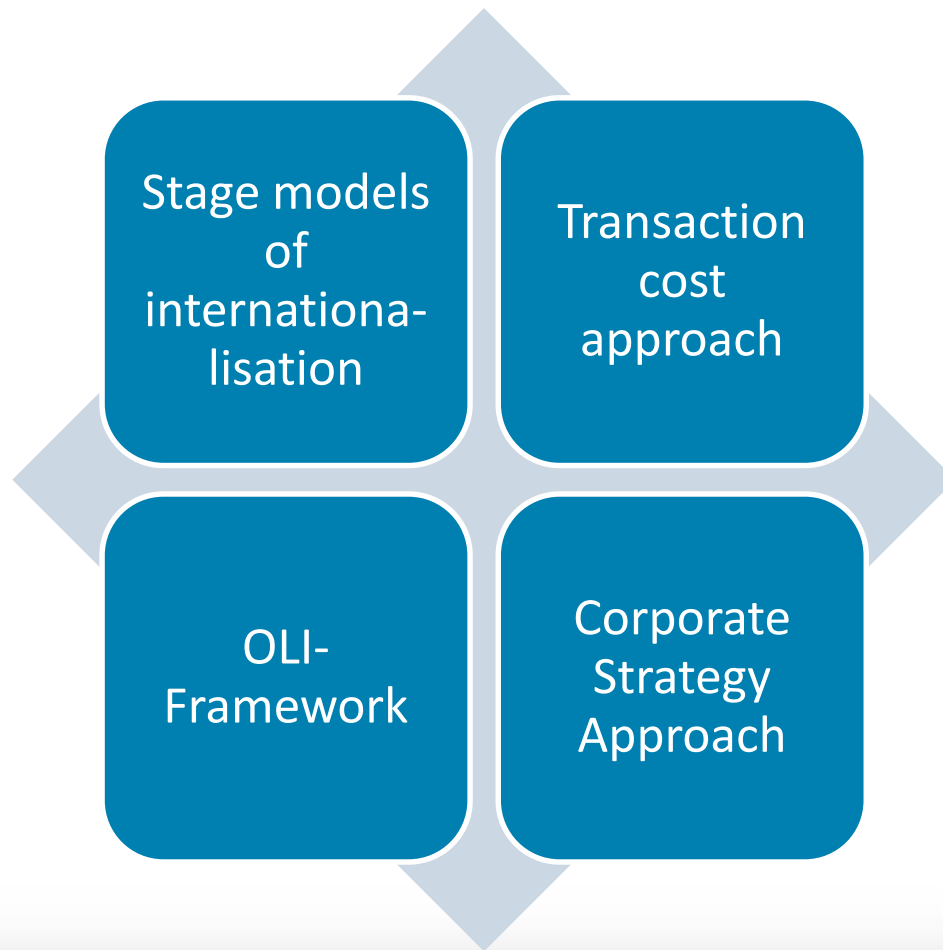 Stage models
of
internationa-
lisation
Transaction
cost
approach
OLI-
Framework
Corporate
Strategy
Approach